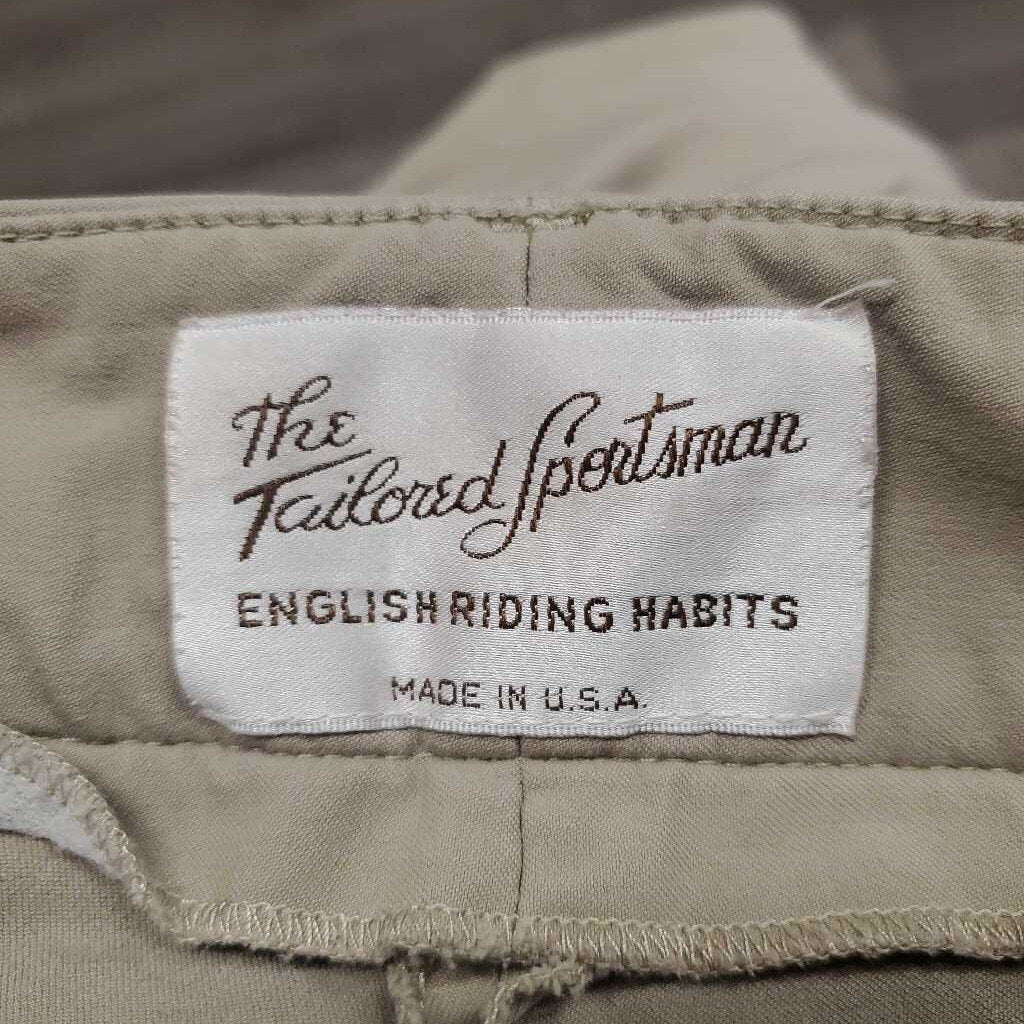 The
Tailored Sportsman
ENGLISH RIDING HABITS
MADE IN U.S.A.